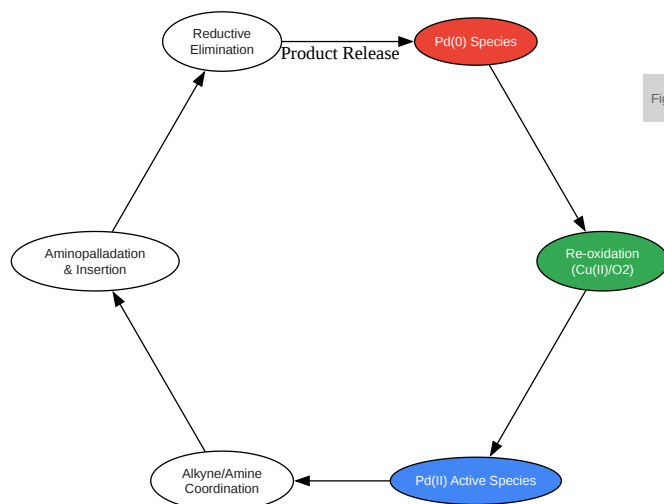 Reductive
Elimination
Product Release
Pd(0) Species
Aminopalladation
& Insertion
Re-oxidation
(Cu(II)/O2)
Alkyne/Amine
Coordination
Pd(II) Active Species